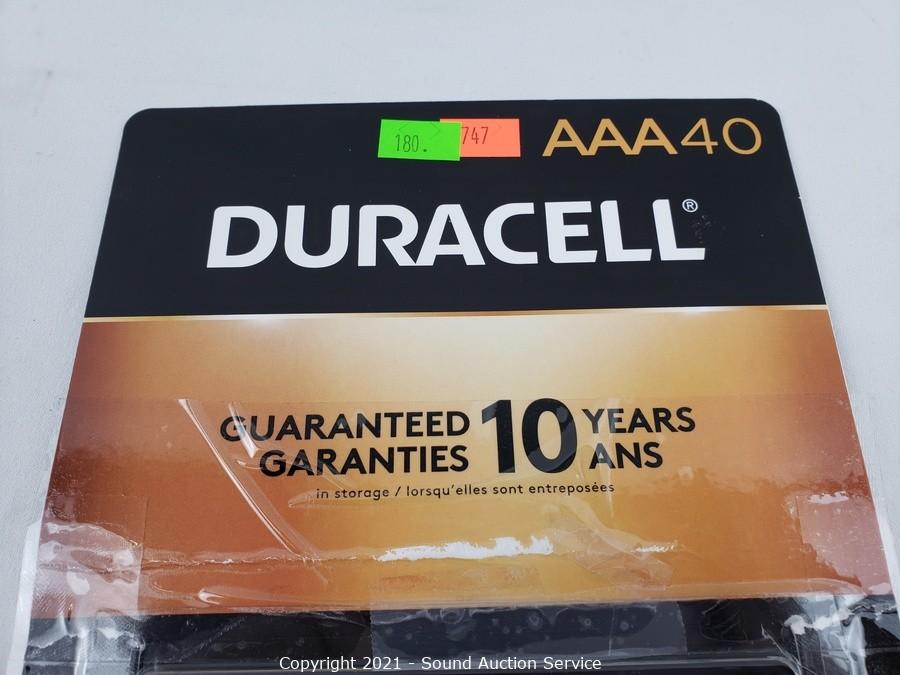 180. 747 AAA40
DURACELL®
GUARANTEED 10 YEARS
GARANTIES ANS
in storage / lorsqu'elles sont entreposées
Copyright 2021 - Sound Auction Service